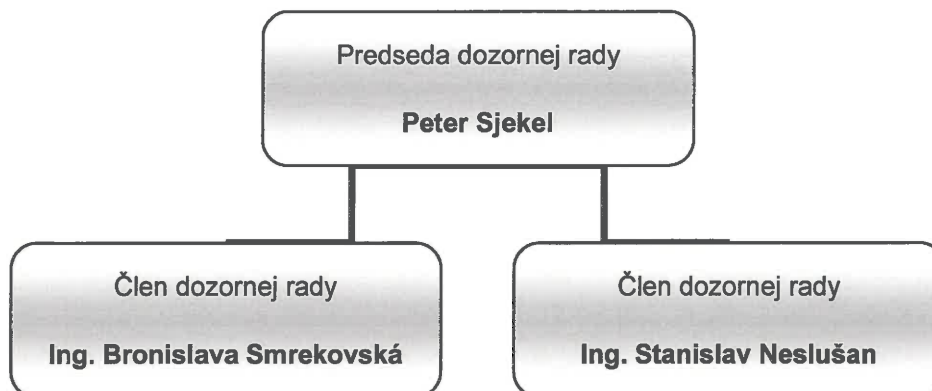 Predseda dozornej rady
Peter Sjekel
Člen dozornej rady
Ing. Bronislava Smrekovská
Člen dozornej rady
Ing. Stanislav Neslušan